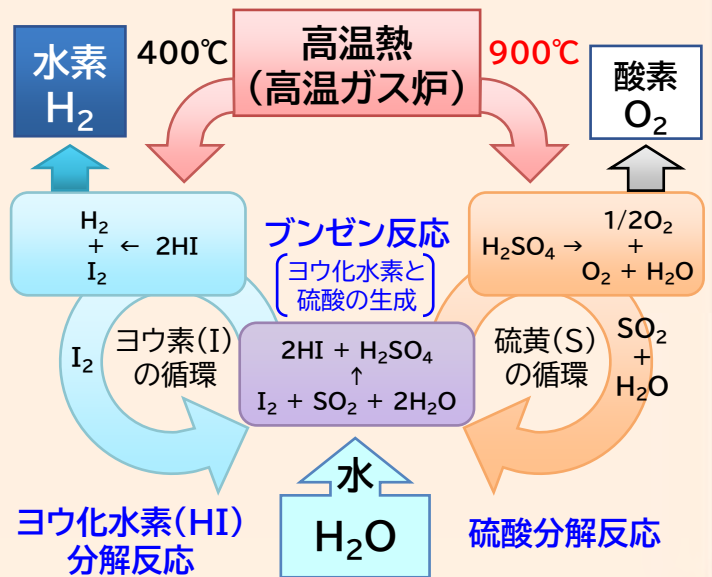 水素
H₂
400℃
高温熱
(高温ガス炉)
900℃
酸素
O₂
H₂
+ ← 2HI
I₂
ブンゼン反応
ヨウ化水素と
硫酸の生成
1/2O₂
H₂SO₄ → +
O₂ + H₂O
I₂
ヨウ素(I)
の循環
2HI + H₂SO₄
↑
I₂ + SO₂ + 2H₂O
硫黄(S)
の循環
SO₂
+
H₂O
水
H₂O
ヨウ化水素(HI)
分解反応
硫酸分解反応